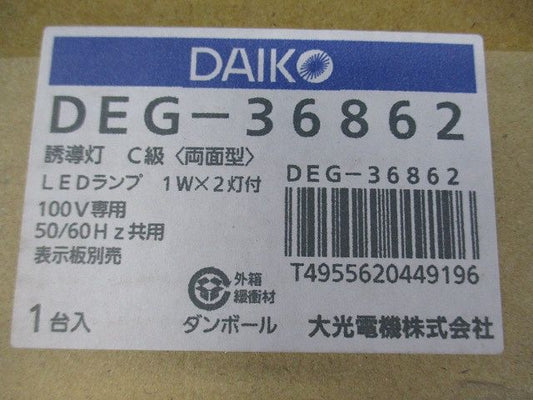 DAIKO
DEG-36862
誘導灯 C級〈両面型〉
LEDランプ 1W×2灯付
100V専用
50/60Hz共用
表示板別売
DEG-36862
T4955620449196
外箱
緩衝材
ダンボール
1台入
大光電機株式会社